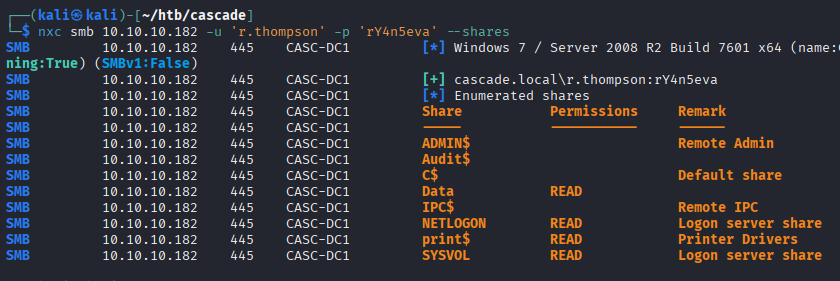 ┌──(kali㉿kali)-[~/htb/cascade]
└─$ nxc smb 10.10.10.182 -u 'r.thompson' -p 'rY4n5eva' --shares
SMB 10.10.10.182 445 CASC-DC1 [*] Windows 7 / Server 2008 R2 Build 7601 x64 (name:
ning:True) (SMBv1:False)
SMB 10.10.10.182 445 CASC-DC1 [+] cascade.local\r.thompson:rY4n5eva
SMB 10.10.10.182 445 CASC-DC1 [*] Enumerated shares
SMB 10.10.10.182 445 CASC-DC1 Share Permissions Remark
SMB 10.10.10.182 445 CASC-DC1 ----- ----------- ------
SMB 10.10.10.182 445 CASC-DC1 ADMIN$ Remote Admin
SMB 10.10.10.182 445 CASC-DC1 Audit$
SMB 10.10.10.182 445 CASC-DC1 C$ Default share
SMB 10.10.10.182 445 CASC-DC1 Data READ
SMB 10.10.10.182 445 CASC-DC1 IPC$ Remote IPC
SMB 10.10.10.182 445 CASC-DC1 NETLOGON READ Logon server share
SMB 10.10.10.182 445 CASC-DC1 print$ READ Printer Drivers
SMB 10.10.10.182 445 CASC-DC1 SYSVOL READ Logon server share